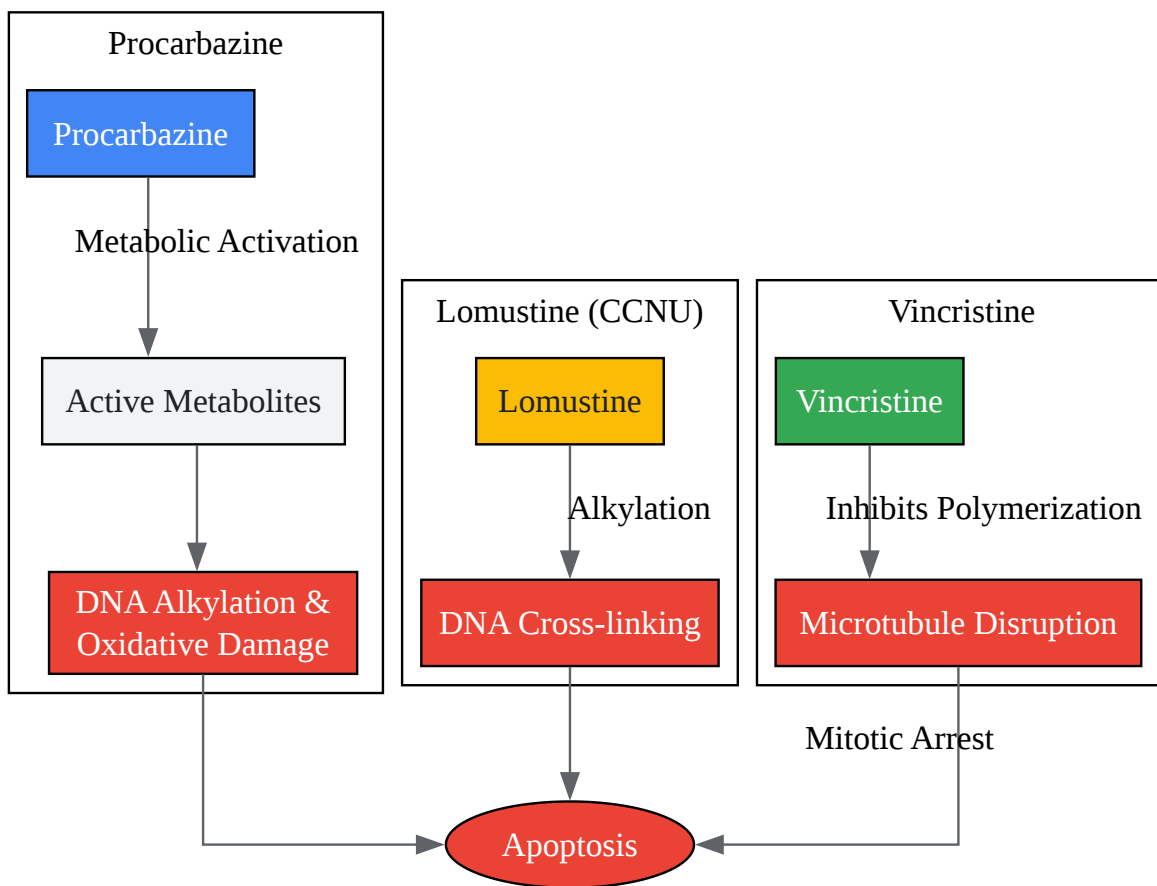 Procarbazine
Procarbazine
Metabolic Activation
Active Metabolites
DNA Alkylation &
Oxidative Damage
Lomustine (CCNU)
Lomustine
Alkylation
DNA Cross-linking
Vincristine
Vincristine
Inhibits Polymerization
Microtubule Disruption
Mitotic Arrest
Apoptosis